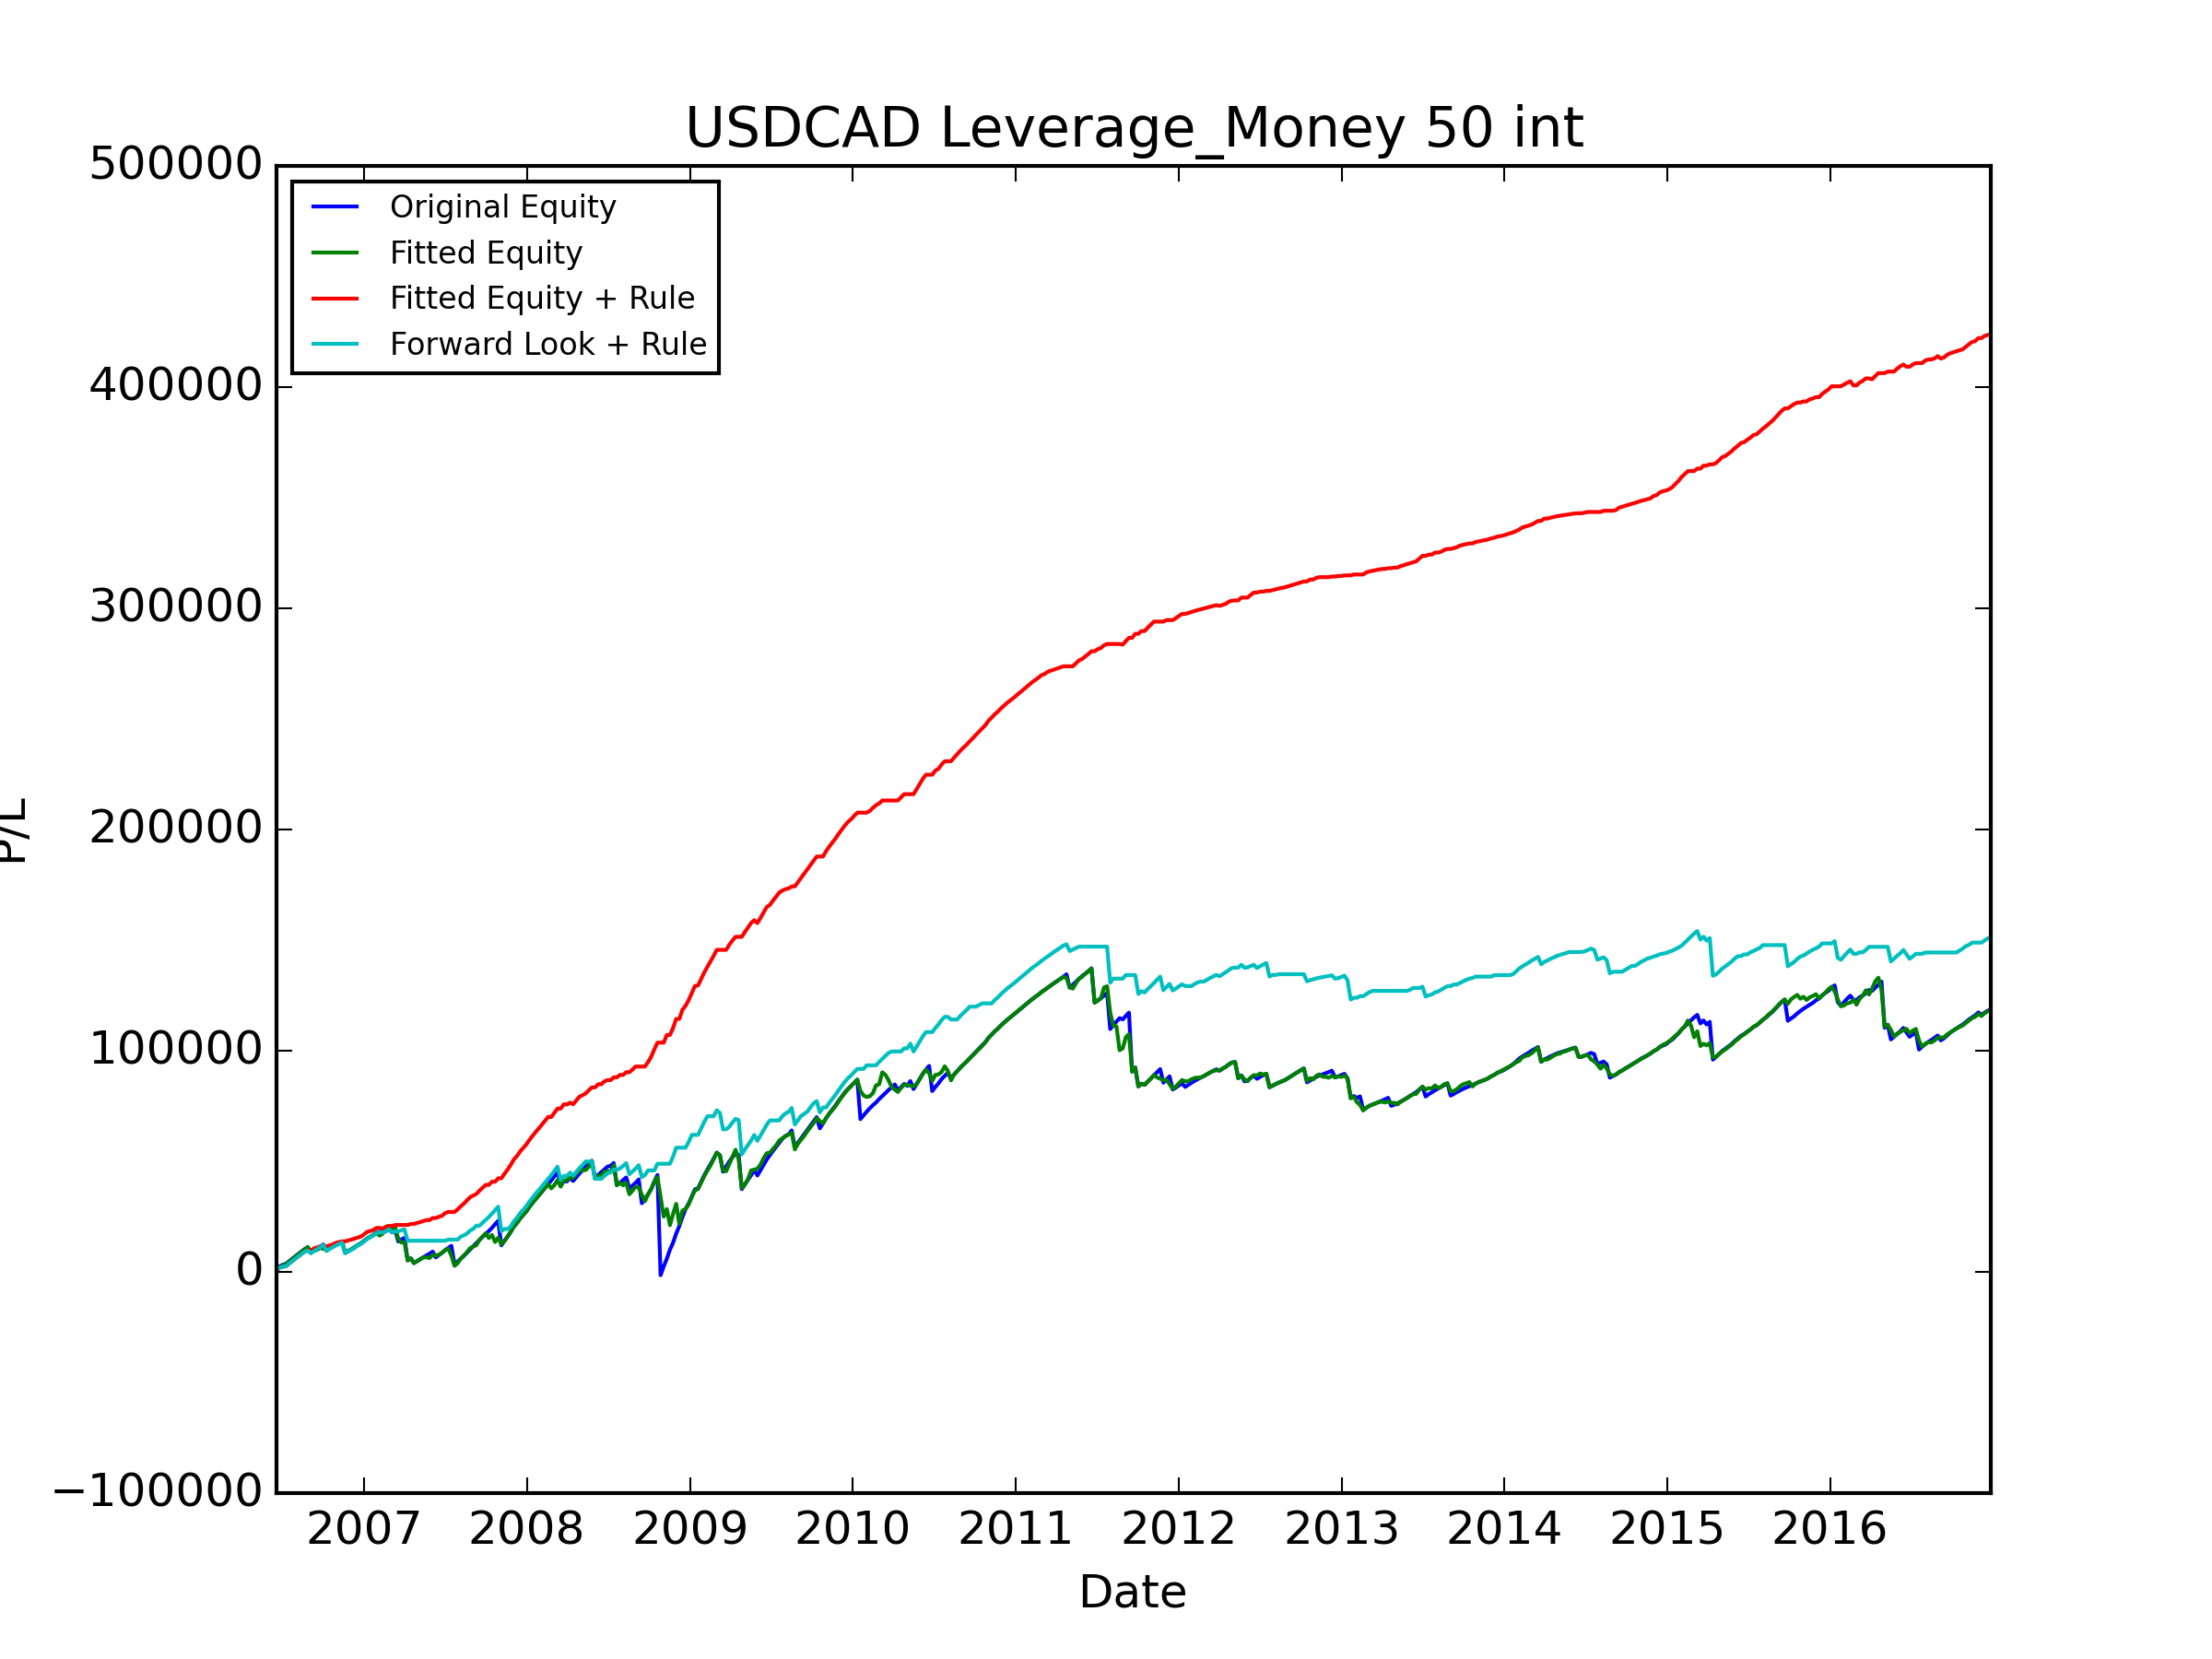 USDCAD Leverage_Money 50 int
500000
400000
300000
200000
100000
0
−100000
Original Equity
Fitted Equity
Fitted Equity + Rule
Forward Look + Rule
P/L
2007 2008 2009 2010 2011 2012 2013 2014 2015 2016
Date